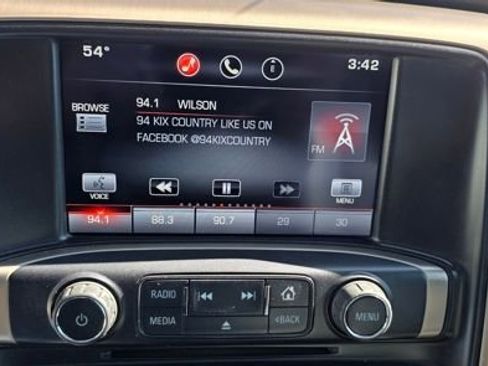 54° 3:42
E
BROWSE
94.1 WILSON
94 KIX COUNTRY LIKE US ON
FACEBOOK @94KIXCOUNTRY
FM
VOICE
MENU
94.1 88.3 90.7 29 30
RADIO
MEDIA
<BACK
MENU